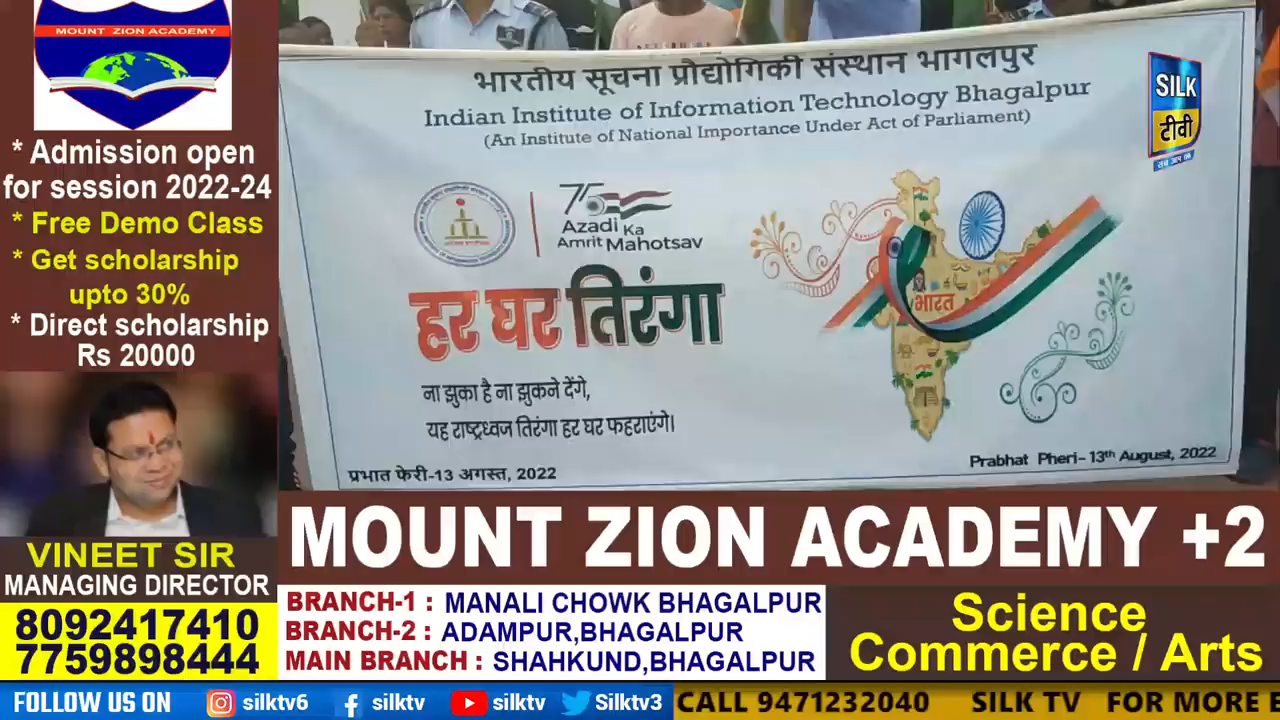 MOUNT ZION ACADEMY
* Admission open
for session 2022-24
* Free Demo Class
* Get scholarship
upto 30%
* Direct scholarship
Rs 20000
VINEET SIR
MANAGING DIRECTOR
8092417410
7759898444
भारतीय सूचना प्रौद्योगिकी संस्थान भागलपुर
Indian Institute of Information Technology Bhagalpur
(An Institute of National Importance Under Act of Parliament)
75
Azadi Ka
Amrit Mahotsav
हर घर तिरंगा
ना झुका है ना झुकने देंगे,
यह राष्ट्रध्वज तिरंगा हर घर फहराएंगे।
भारत
प्रभात फेरी-13 अगस्त, 2022
Prabhat Pheri- 13th August, 2022
SILK
टीवी
MOUNT ZION ACADEMY +2
BRANCH-1 : MANALI CHOWK BHAGALPUR
BRANCH-2 : ADAMPUR,BHAGALPUR
MAIN BRANCH : SHAHKUND,BHAGALPUR
Science
Commerce / Arts
FOLLOW US ON silktv6 silktv silktv Silktv3 CALL 9471232040 SILK TV FOR MORE